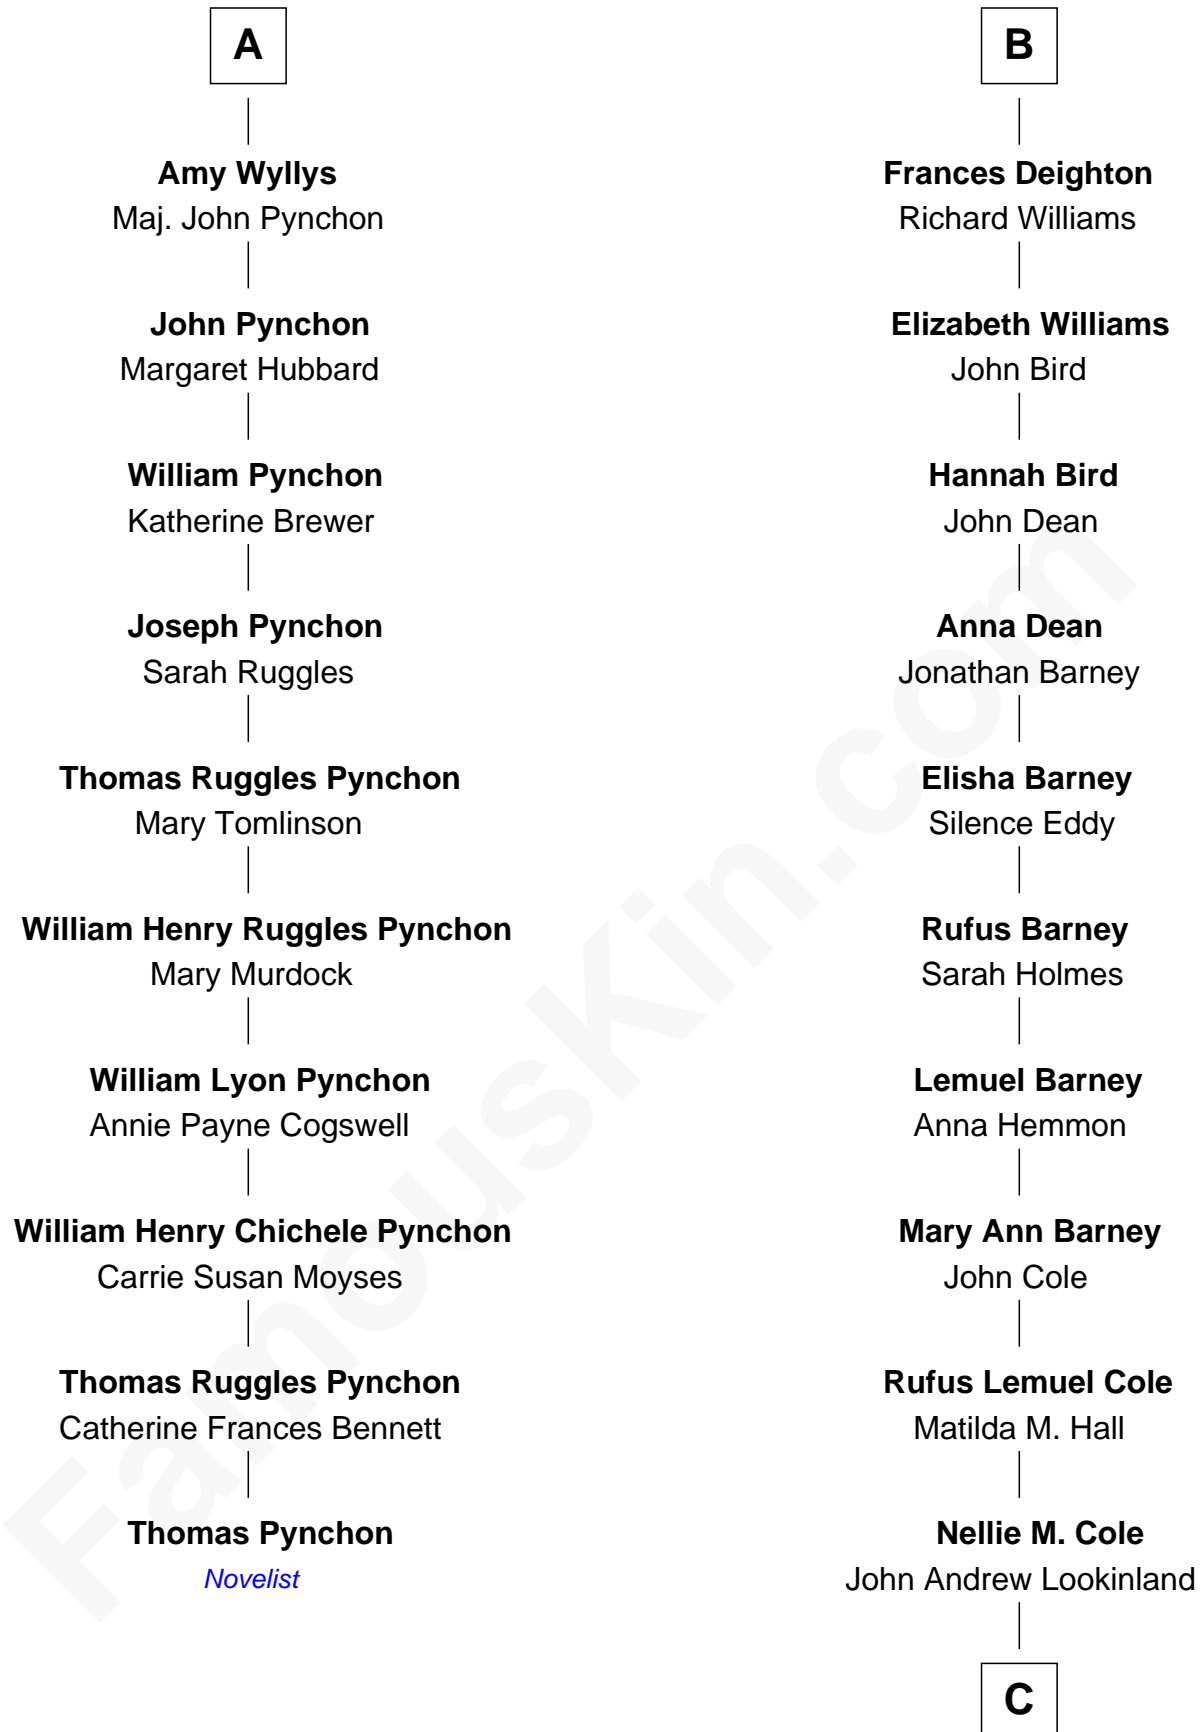 A
Amy Wyllys
Maj. John Pynchon
John Pynchon
Margaret Hubbard
William Pynchon
Katherine Brewer
Joseph Pynchon
Sarah Ruggles
Thomas Ruggles Pynchon
Mary Tomlinson
William Henry Ruggles Pynchon
Mary Murdock
William Lyon Pynchon
Annie Payne Cogswell
William Henry Chichele Pynchon
Carrie Susan Moyses
Thomas Ruggles Pynchon
Catherine Frances Bennett
Thomas Pynchon
Novelist
B
Frances Deighton
Richard Williams
Elizabeth Williams
John Bird
Hannah Bird
John Dean
Anna Dean
Jonathan Barney
Elisha Barney
Silence Eddy
Rufus Barney
Sarah Holmes
Lemuel Barney
Anna Hemmon
Mary Ann Barney
John Cole
Rufus Lemuel Cole
Matilda M. Hall
Nellie M. Cole
John Andrew Lookinland
C
FamousKin.com